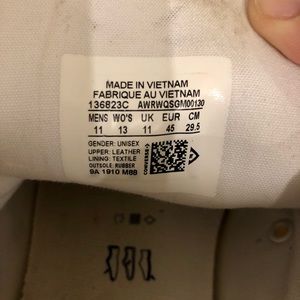 MADE IN VIETNAM
FABRIQUE AU VIETNAM
136823C AWRWQSGM00130
MENS WO'S UK EUR CM
11 13 11 45 29.5
GENDER: UNISEX
UPPER: LEATHER
LINING: TEXTILE
OUTSOLE: RUBBER
9A 1910 M88
CONVERSE